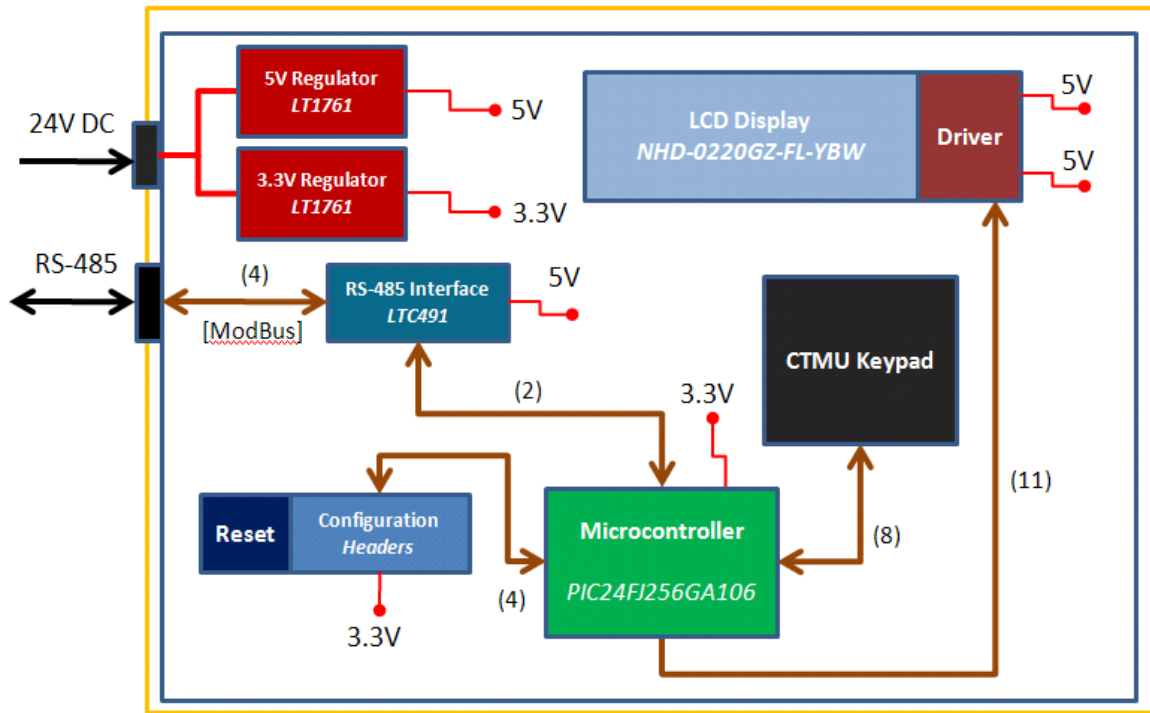 24V DC
5V Regulator
LT1761
5V
3.3V Regulator
LT1761
3.3V
LCD Display
NHD-0220GZ-FL-YBW
Driver
5V
5V
RS-485
(4)
[ModBus]
RS-485 Interface
LTC491
5V
(2)
3.3V
CTMU Keypad
Reset
Configuration
Headers
3.3V
(4)
Microcontroller
PIC24FJ256GA106
(8)
(11)